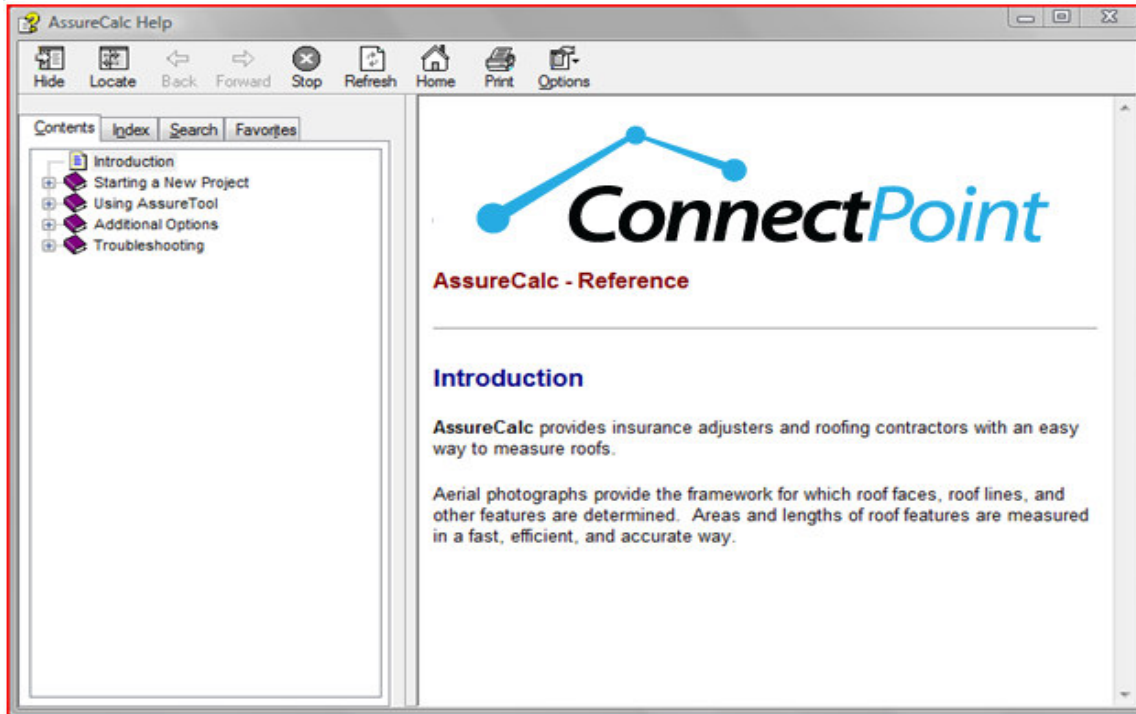 AssureCalc Help
Hide Locate Back Forward Stop Refresh Home Print Options
Contents Index Search Favorites
Introduction
Starting a New Project
Using AssureTool
Additional Options
Troubleshooting
ConnectPoint
AssureCalc - Reference
Introduction
AssureCalc provides insurance adjusters and roofing contractors with an easy
way to measure roofs.
Aerial photographs provide the framework for which roof faces, roof lines, and
other features are determined.  Areas and lengths of roof features are measured
in a fast, efficient, and accurate way.